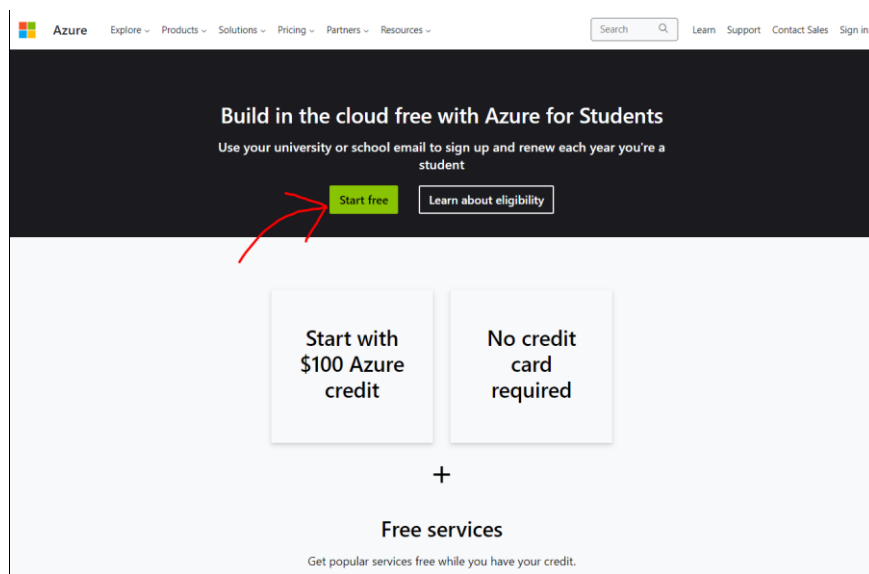 Azure Explore Products Solutions Pricing Partners Resources Search Learn Support Contact Sales Sign in
Build in the cloud free with Azure for Students
Use your university or school email to sign up and renew each year you're a
student
Start free Learn about eligibility
Start with
$100 Azure
credit
No credit
card
required
+
Free services
Get popular services free while you have your credit.